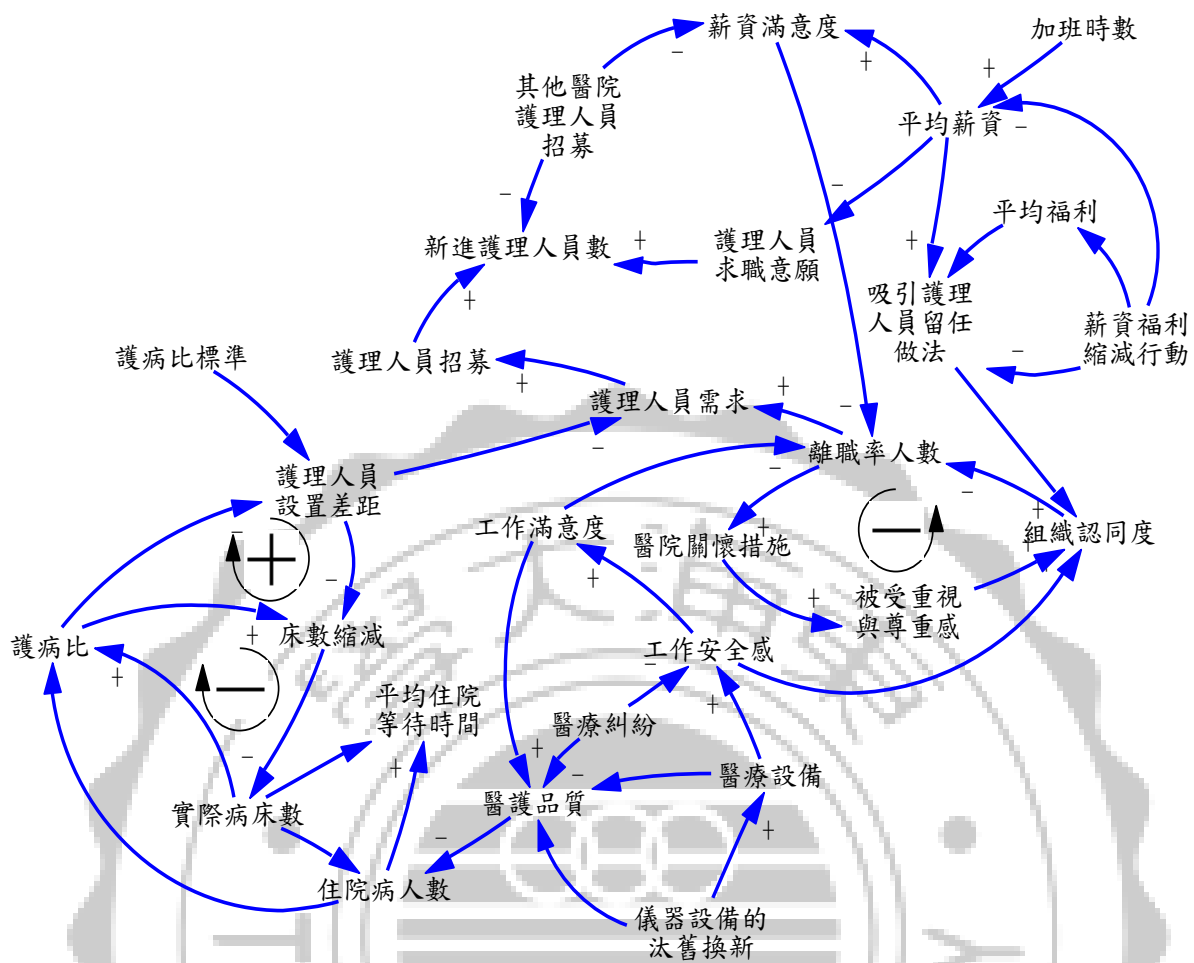 薪資滿意度
加班時數
+
−
+
其他醫院
護理人員
招募
平均薪資
−
−
−
平均福利
新進護理人員數
+
護理人員
求職意願
+
吸引護理
人員留任
做法
+
薪資福利
縮減行動
護病比標準
護理人員招募
−
+
護理人員需求
+
−
−
離職率人數
−
−
護理人員
設置差距
工作滿意度
+
醫院關懷措施
+
組織認同度
+
−
−
+
−
+
被受重視
與尊重感
+
護病比
+
床數縮減
−
工作安全感
+
−
平均住院
等待時間
+
−
+
醫療糾紛
+
−
醫療設備
實際病床數
醫護品質
−
+
住院病人數
儀器設備的
汰舊換新